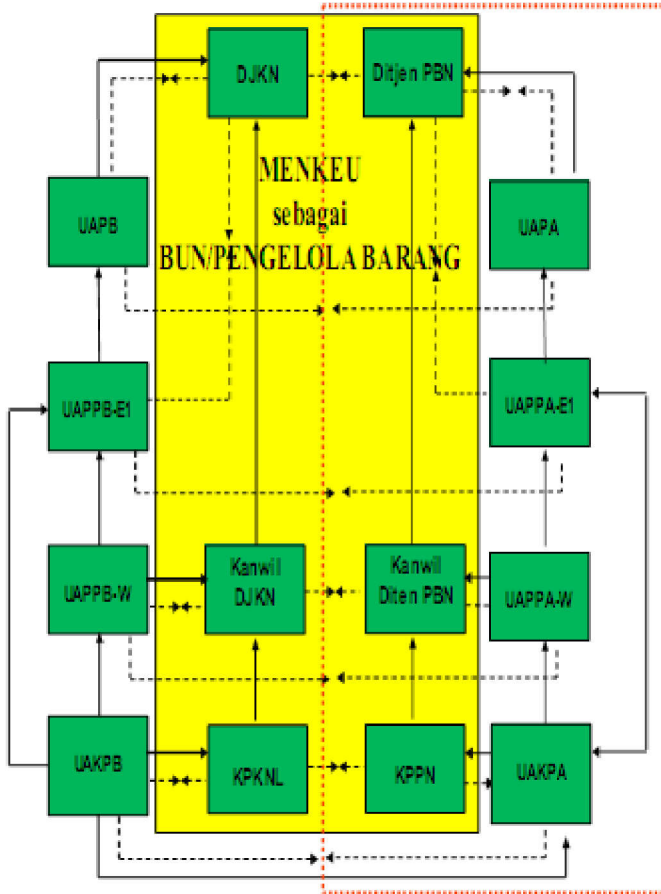 DJKN
Ditjen PBN
MENKEU
sebagai
BUN/PENGELOLA BARANG
UAPB
UAPA
UAPPB-E1
UAPPA-E1
UAPPB-W
Kanwil
DJKN
Kanwil
Diten PBN
UAPPA-W
UAKPB
KPKNL
KPPN
UAKPA